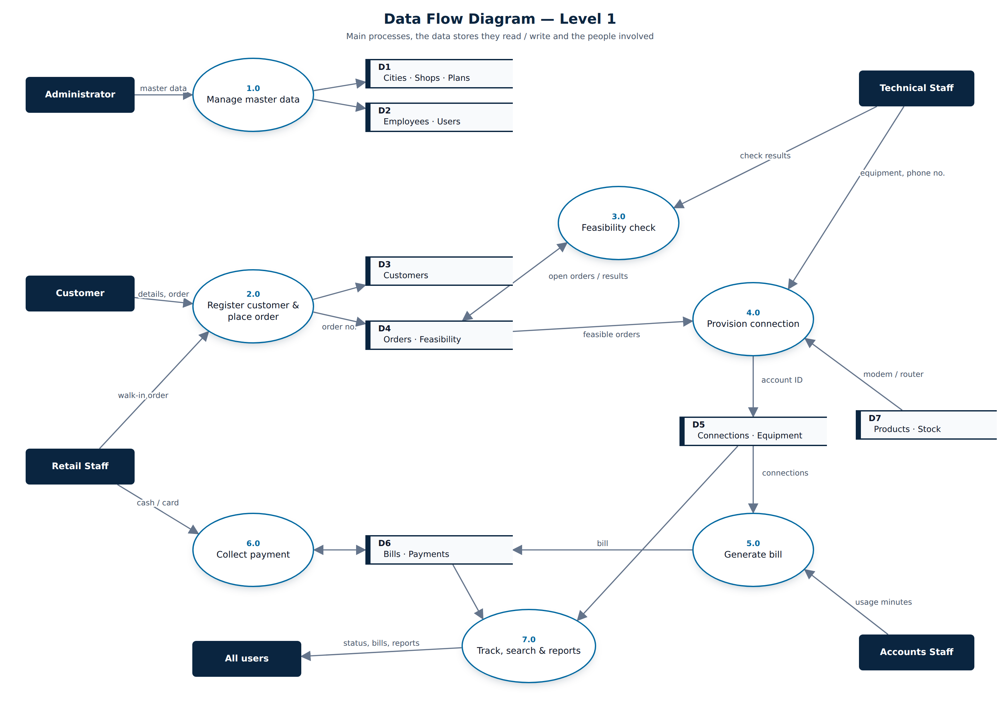 Data Flow Diagram — Level 1
Main processes, the data stores they read / write and the people involved
Administrator
master data
1.0
Manage master data
D1
Cities · Shops · Plans
D2
Employees · Users
Technical Staff
check results
equipment, phone no.
3.0
Feasibility check
D3
Customers
open orders / results
Customer
details, order
2.0
Register customer &
place order
order no.
D4
Orders · Feasibility
feasible orders
4.0
Provision connection
account ID
modem / router
walk-in order
D5
Connections · Equipment
D7
Products · Stock
Retail Staff
connections
cash / card
6.0
Collect payment
D6
Bills · Payments
bill
5.0
Generate bill
usage minutes
7.0
Track, search & reports
status, bills, reports
All users
Accounts Staff